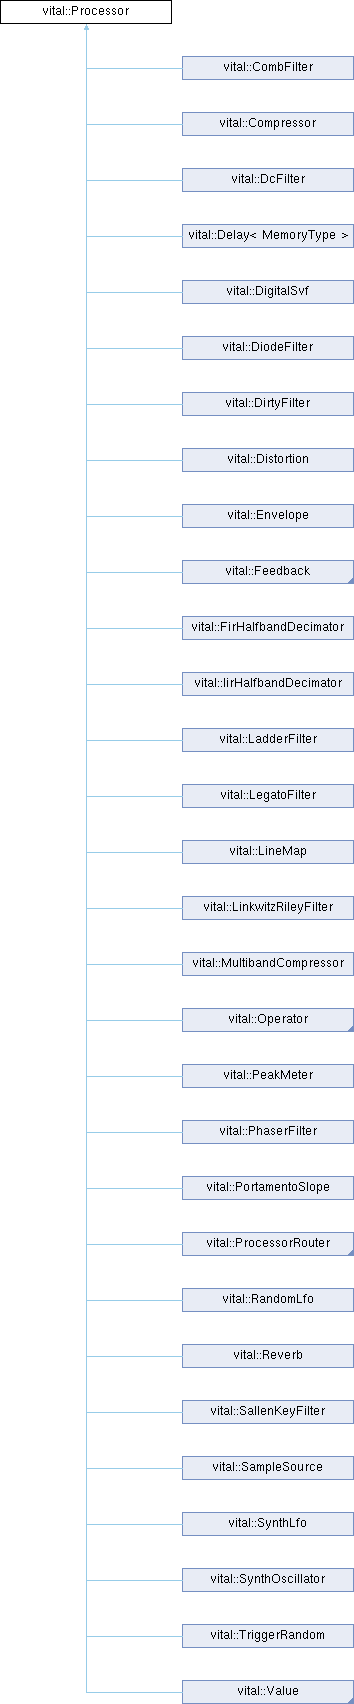 vital::Processor
vital::CombFilter
vital::Compressor
vital::DcFilter
vital::Delay< MemoryType >
vital::DigitalSvf
vital::DiodeFilter
vital::DirtyFilter
vital::Distortion
vital::Envelope
vital::Feedback
vital::FirHalfbandDecimator
vital::IirHalfbandDecimator
vital::LadderFilter
vital::LegatoFilter
vital::LineMap
vital::LinkwitzRileyFilter
vital::MultibandCompressor
vital::Operator
vital::PeakMeter
vital::PhaserFilter
vital::PortamentoSlope
vital::ProcessorRouter
vital::RandomLfo
vital::Reverb
vital::SallenKeyFilter
vital::SampleSource
vital::SynthLfo
vital::SynthOscillator
vital::TriggerRandom
vital::Value